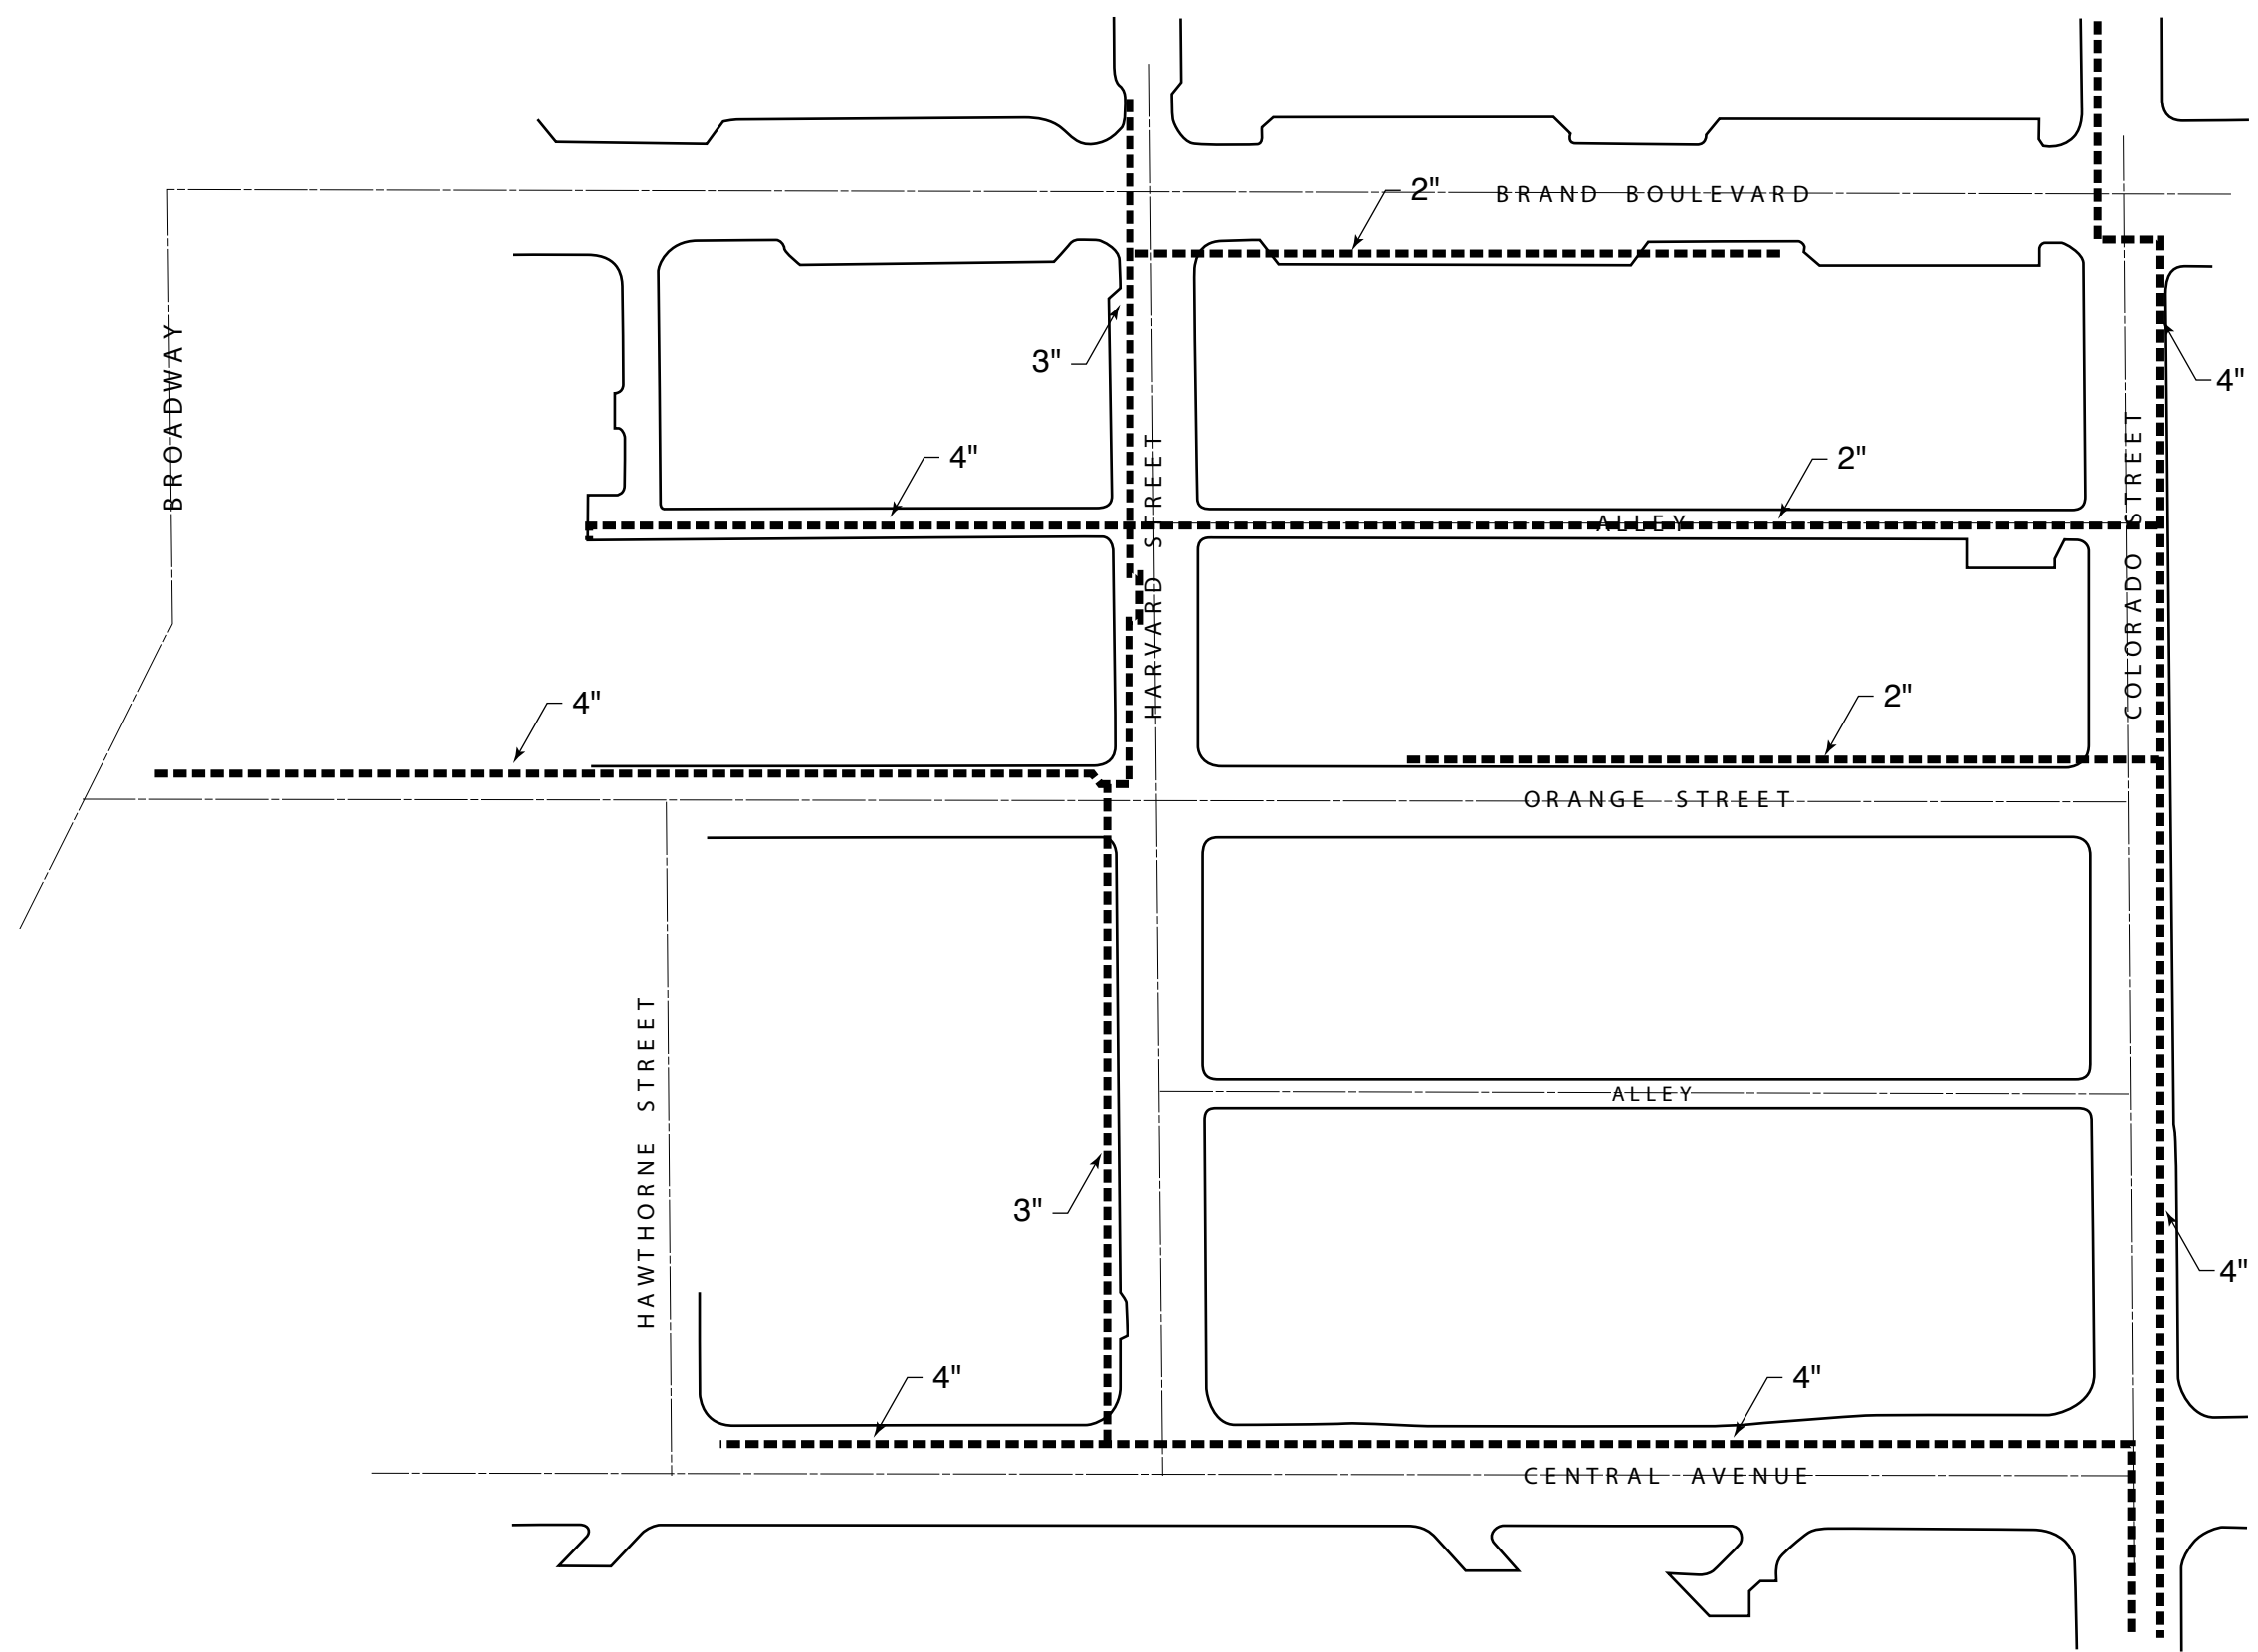 2"
BRAND BOULEVARD
BROADWAY
3"
4"
4"
2"
HARVARD STREET
COLORADO STREET
ALLEY
4"
2"
ORANGE STREET
HAWTHORNE STREET
ALLEY
3"
4"
4"
4"
CENTRAL AVENUE